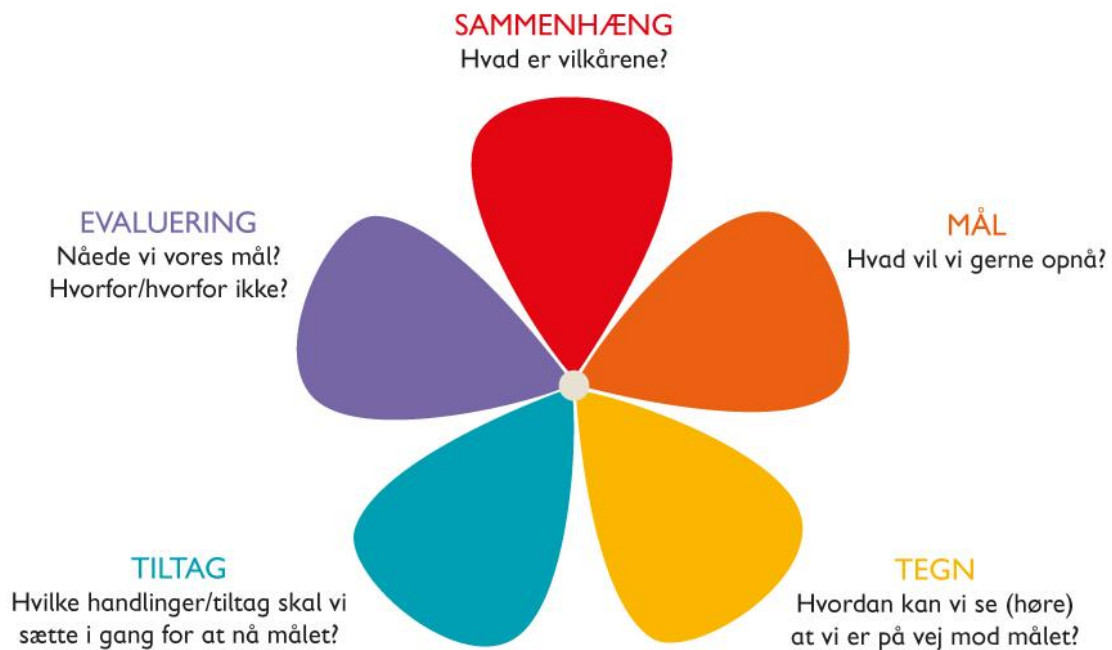 SAMMENHÆNG
Hvad er vilkårene?
MÅL
Hvad vil vi gerne opnå?
TEGN
Hvordan kan vi se (høre)
at vi er på vej mod målet?
TILTAG
Hvilke handlinger/tiltag skal vi
sætte i gang for at nå målet?
EVALUERING
Nåede vi vores mål?
Hvorfor/hvorfor ikke?